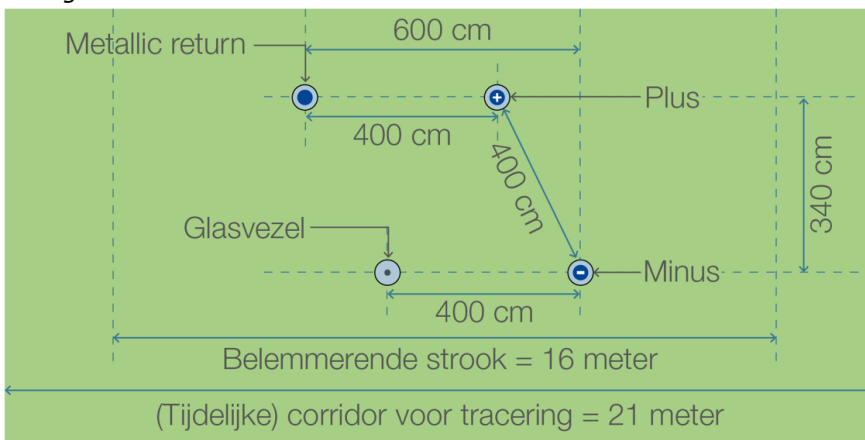 Metallic return
600 cm
Plus
400 cm
400 cm
340 cm
Glasvezel
Minus
400 cm
Belemmerende strook = 16 meter
(Tijdelijke) corridor voor tracering = 21 meter